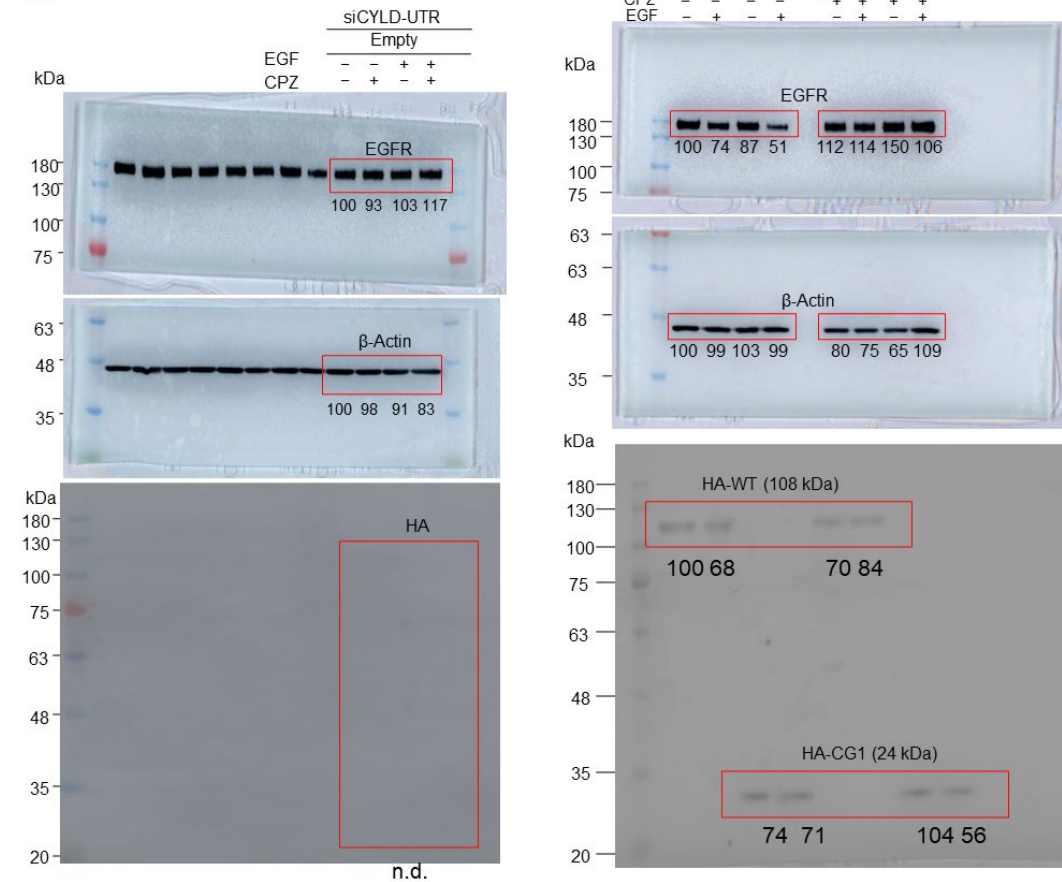 siCYLD-UTR
Empty
EGF – – + +
CPZ – + – +
kDa
EGFR
180
130
100
75
100 93 103 117
63
48
35
β-Actin
100 98 91 83
kDa
180
130
100
75
63
48
35
20
HA
n.d.
CPZ – – – – + + + +
EGF – + – + – + – +
kDa
EGFR
180
130
100
75
100 74 87 51 112 114 150 106
63
63
48
35
β-Actin
100 99 103 99 80 75 65 109
kDa
180
130
100
75
63
48
35
20
HA-WT (108 kDa)
100 68 70 84
HA-CG1 (24 kDa)
74 71 104 56